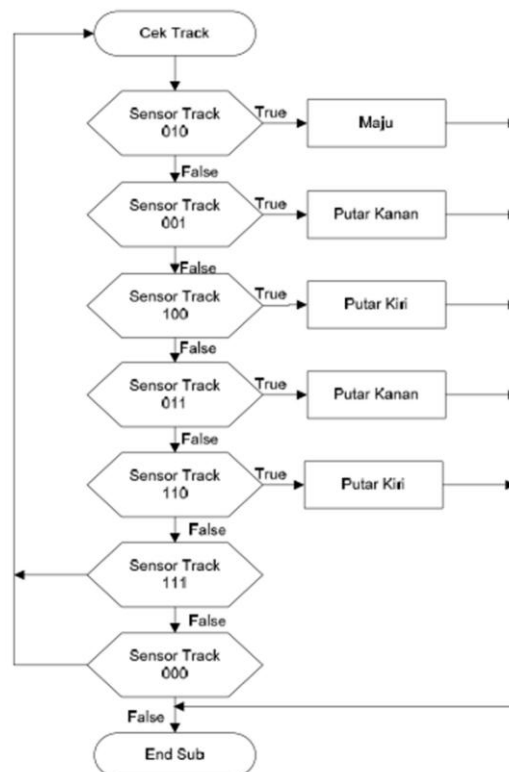 Cek Track
Sensor Track
010
True
Maju
False
Sensor Track
001
True
Putar Kanan
False
Sensor Track
100
True
Putar Kiri
False
Sensor Track
011
True
Putar Kanan
False
Sensor Track
110
True
Putar Kiri
False
Sensor Track
111
False
Sensor Track
000
False
End Sub